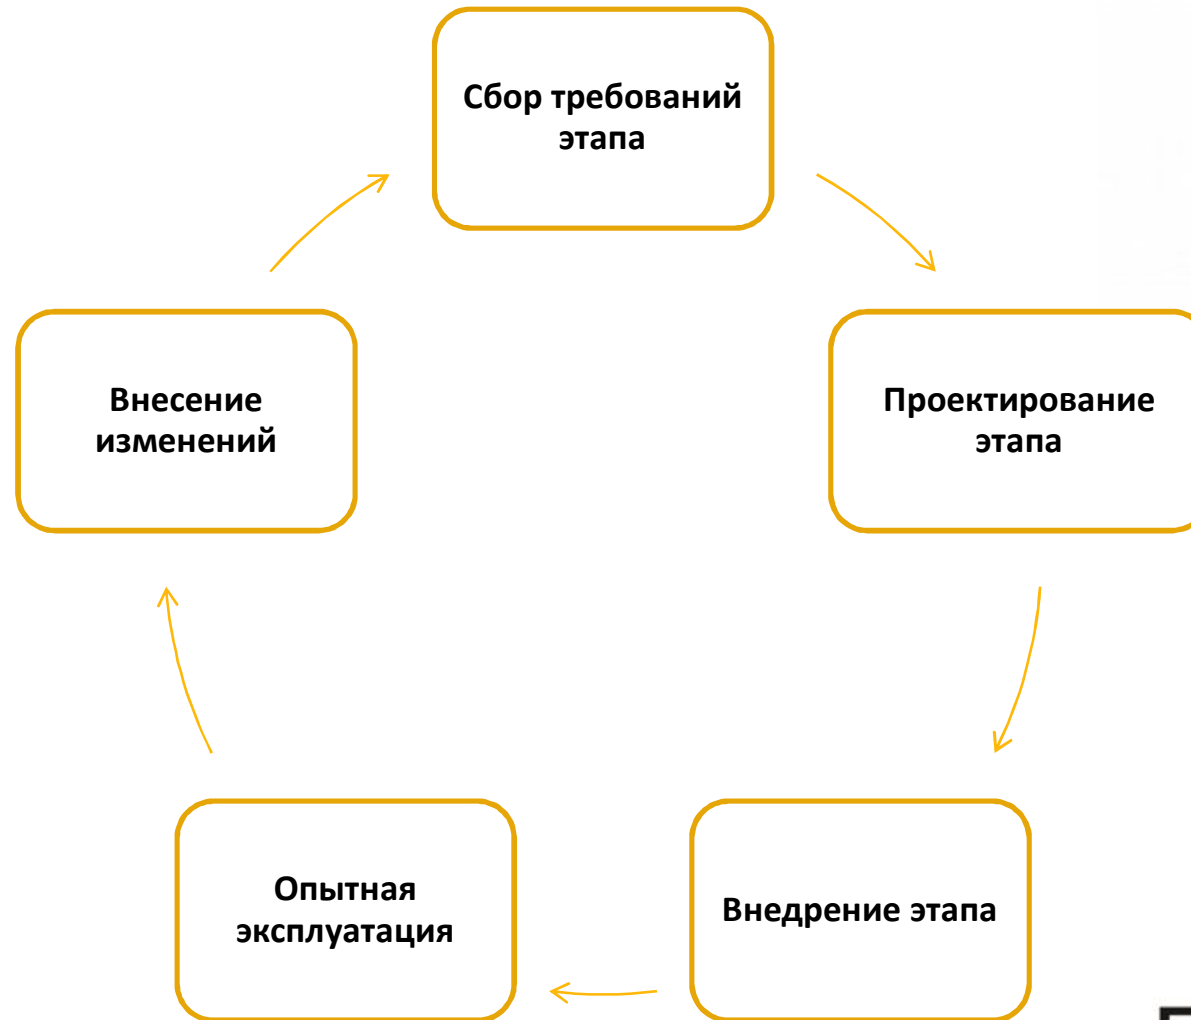 Сбор требований
этапа
Проектирование
этапа
Внедрение этапа
Опытная
эксплуатация
Внесение
изменений